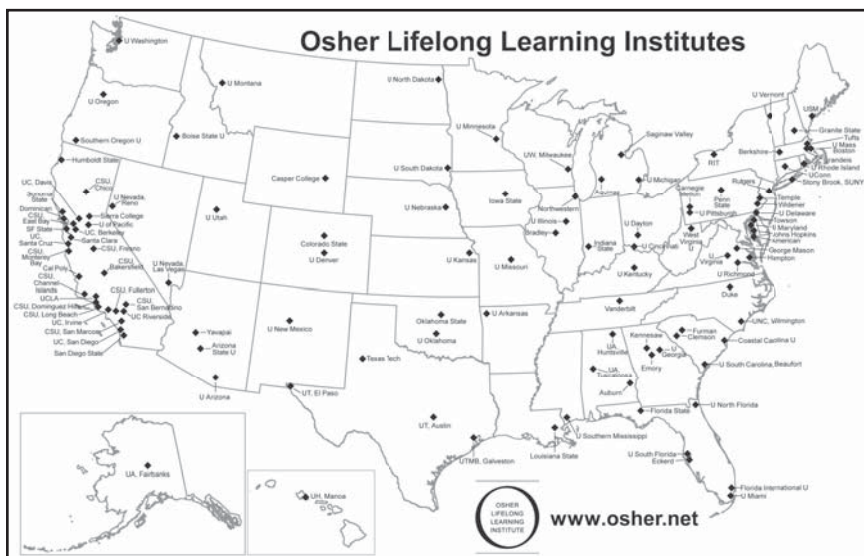 Osher Lifelong Learning Institutes
U Washington
U Montana
U North Dakota
U Vermont
USM
U Oregon
U Minnesota
Saginaw Valley
Granite State
Tufts
U Mass
Boston
Southern Oregon U
Boise State U
UW, Milwaukee
RIT
Berkshire
Brandeis
U Rhode Island
UConn
Stony Brook, SUNY
Humboldt State
Casper College
U South Dakota
U Michigan
Carnegie
Rutgers
UC, Davis
State
CSU,
Chico
U Nevada,
Reno
Iowa State
Penn
State
Temple
Widener
Dominican
CSU,
East Bay
SF State
UC,
Santa Cruz
CSU,
Monterey
Bay
Sierra College
U of Pacific
UC, Berkeley
Santa Clara
CSU, Fresno
U Utah
U Nebraska
Northwestern
U Illinois
Bradley
U Dayton
U Pittsburgh
U Delaware
Towson
Johns Hopkins
American
Colorado State
U Denver
Indiana
State
U Cincinnati
West
Virginia
U
George Mason
Hampton
Cal Poly
CSU,
Bakersfield
U Nevada,
Las Vegas
U Kansas
U Missouri
U Kentucky
U
Virginia
U Richmond
CSU,
Channel
Islands
UCLA
CSU, Fullerton
CSU,
San Bernardino
CSU, Dominguez Hills
CSU, Long Beach
UC Riverside
UC, Irvine
CSU, San Marcos
UC, San Diego
San Diego State
Duke
Vanderbilt
U New Mexico
Oklahoma State
U Oklahoma
U Arkansas
UNC, Wilmington
Yavapai
Arizona
State U
Texas Tech
UA,
Huntsville
Kennesaw
U
Georgia
Emory
Furman
Clemson
Coastal Carolina U
U Arizona
UT, El Paso
UA,
Auburn
U South Carolina, Beaufort
UT, Austin
Florida State
U North Florida
U Southern Mississippi
UTMB, Galveston
Louisiana
State
U South Florida
Eckerd
UA, Fairbanks
UH, Manoa
Florida International U
U Miami
OSHER
LIFELONG
LEARNING
INSTITUTE
www.osher.net